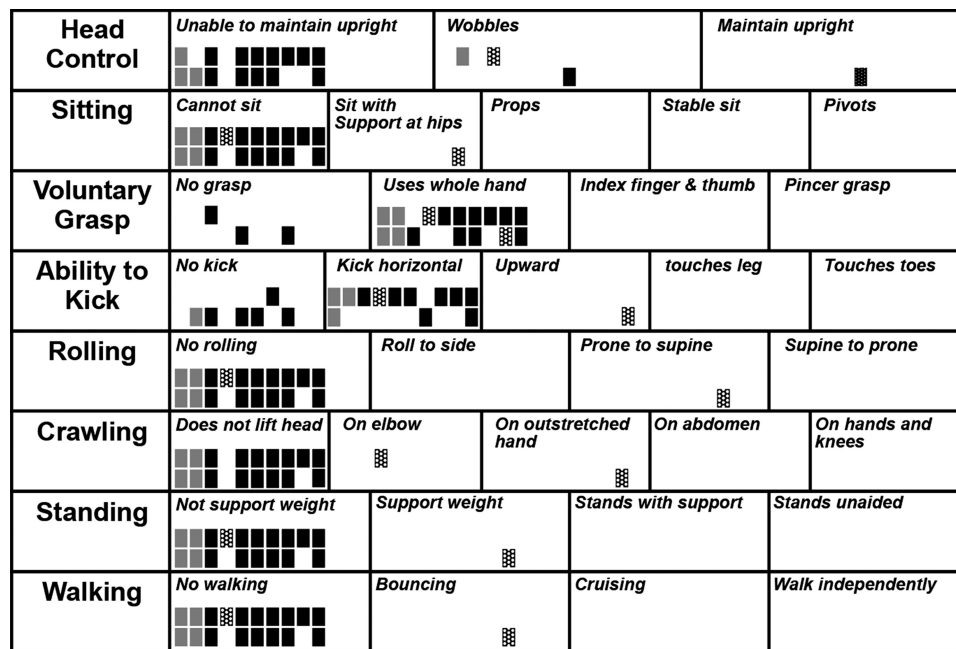 Head
Control
Unable to maintain upright
Wobbles
Maintain upright
Sitting
Cannot sit
Sit with
Support at hips
Props
Stable sit
Pivots
Voluntary
Grasp
No grasp
Uses whole hand
Index finger & thumb
Pincer grasp
Ability to
Kick
No kick
Kick horizontal
Upward
touches leg
Touches toes
Rolling
No rolling
Roll to side
Prone to supine
Supine to prone
Crawling
Does not lift head
On elbow
On outstretched
hand
On abdomen
On hands and
knees
Standing
Not support weight
Support weight
Stands with support
Stands unaided
Walking
No walking
Bouncing
Cruising
Walk independently